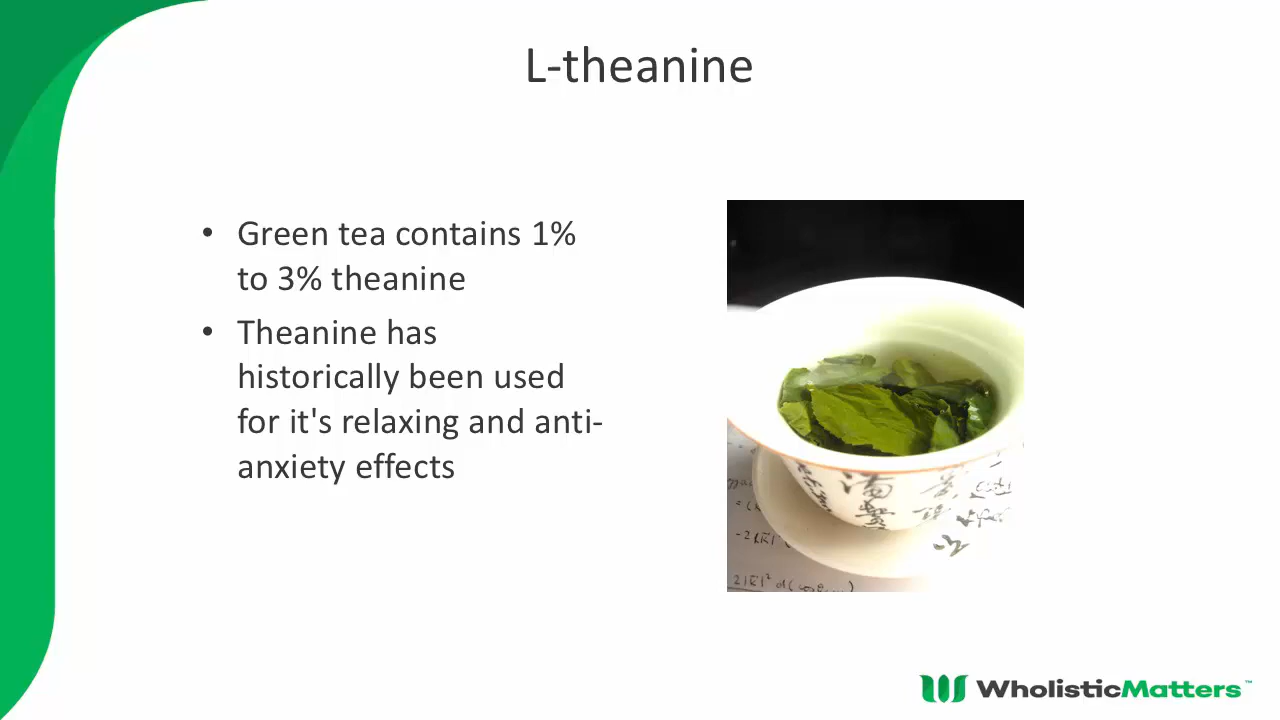 L-theanine
• Green tea contains 1%
to 3% theanine
• Theanine has
historically been used
for it's relaxing and anti-
anxiety effects
WholisticMatters™